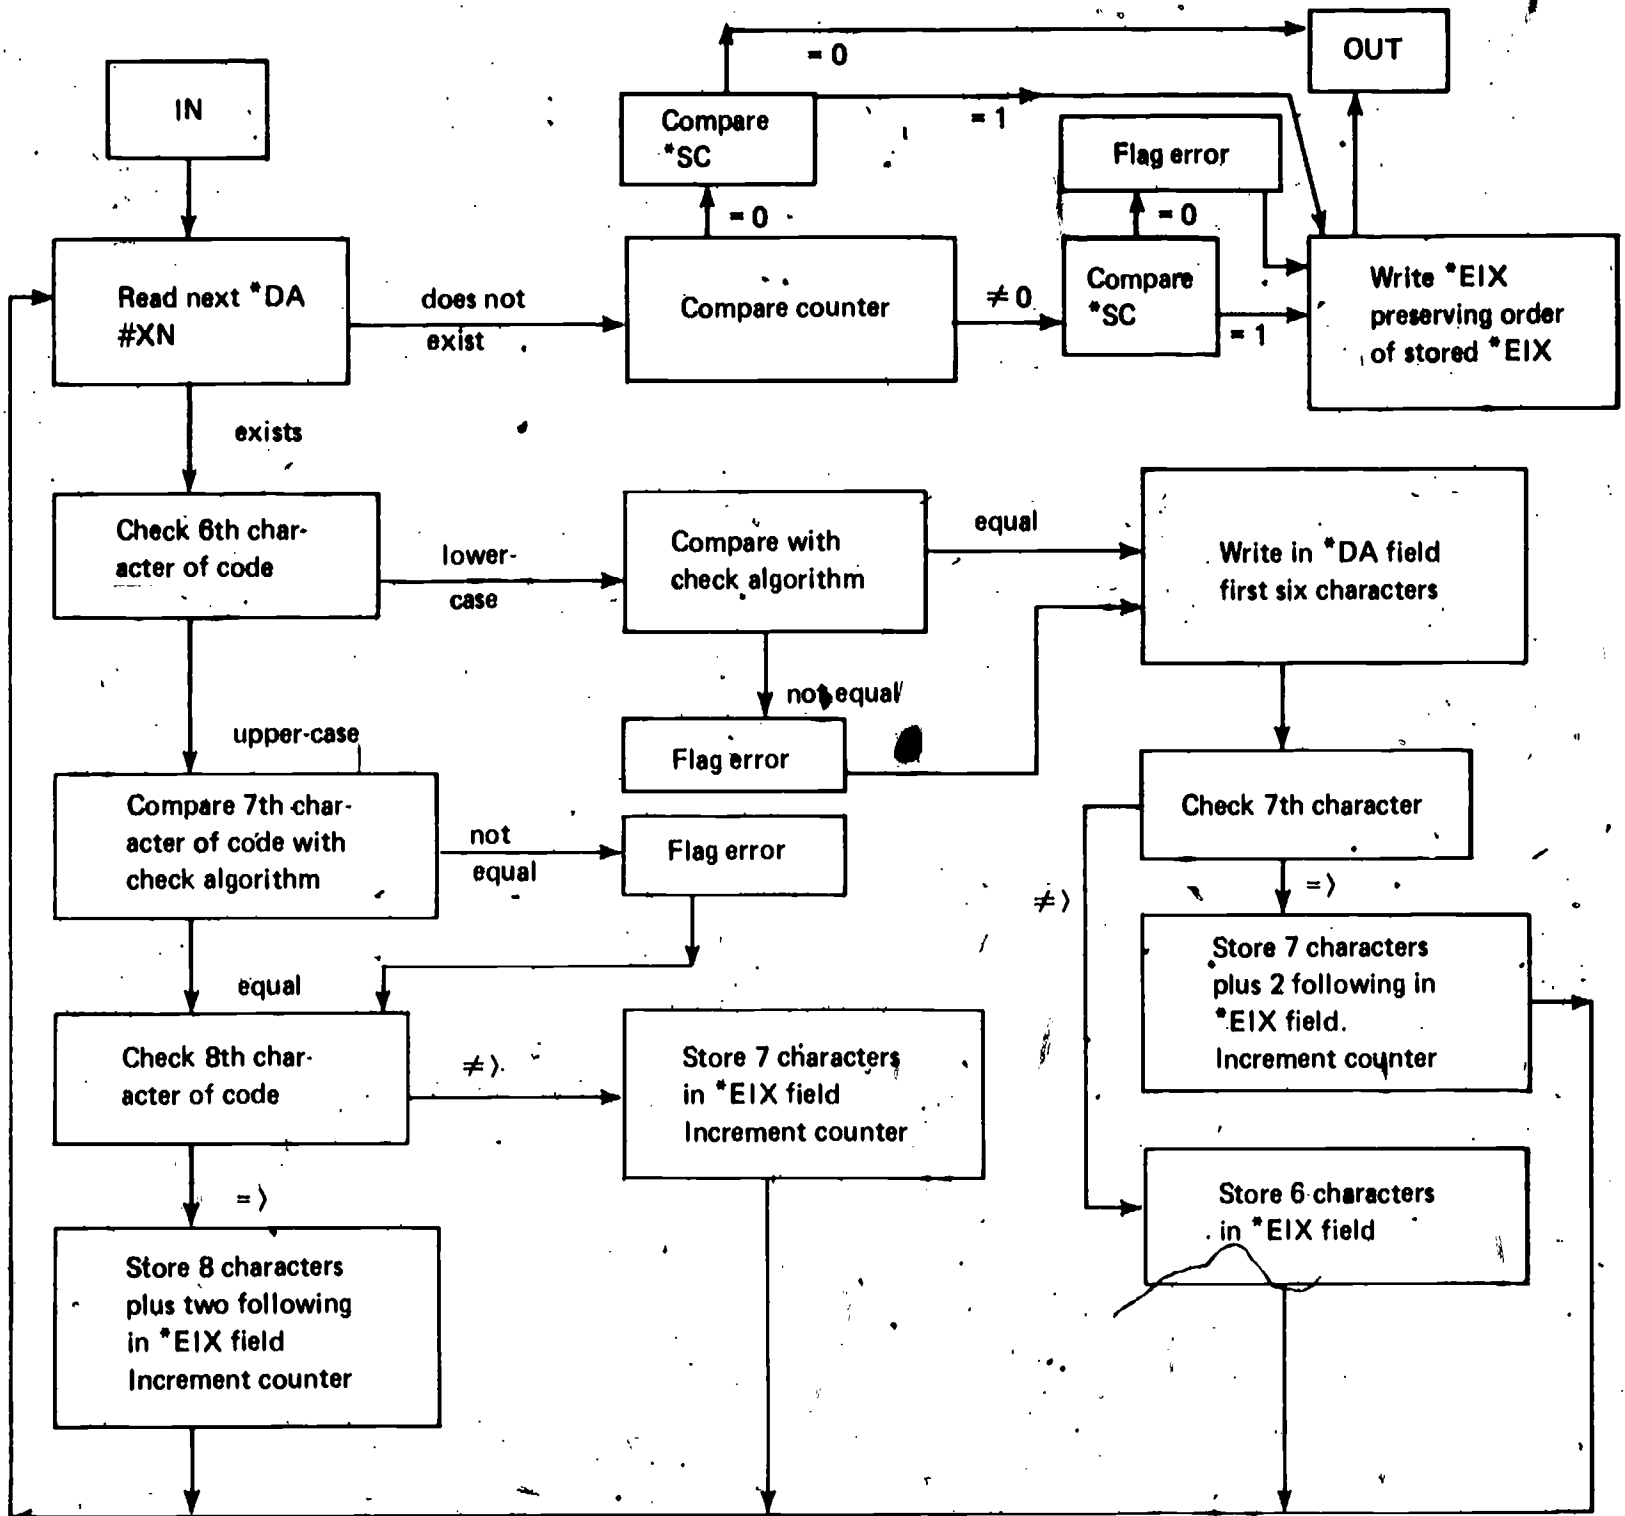 OUT
= 0
IN
Compare
*SC
= 1
Flag error
= 0
= 0
Read next *DA
#XN
does not
exist
Compare counter
≠ 0
Compare
*SC
= 1
Write *EIX
preserving order
of stored *EIX
exists
Check 6th char-
acter of code
lower-
case
Compare with
check algorithm
equal
Write in *DA field
first six characters
not equal
upper-case
Flag error
Compare 7th char-
acter of code with
check algorithm
not
equal
Flag error
Check 7th character
≠ ⟩
= ⟩
equal
Store 7 characters
plus 2 following in
*EIX field.
Increment counter
Check 8th char-
acter of code
≠ ⟩
Store 7 characters
in *EIX field
Increment counter
= ⟩
Store 6 characters
in *EIX field
Store 8 characters
plus two following
in *EIX field
Increment counter